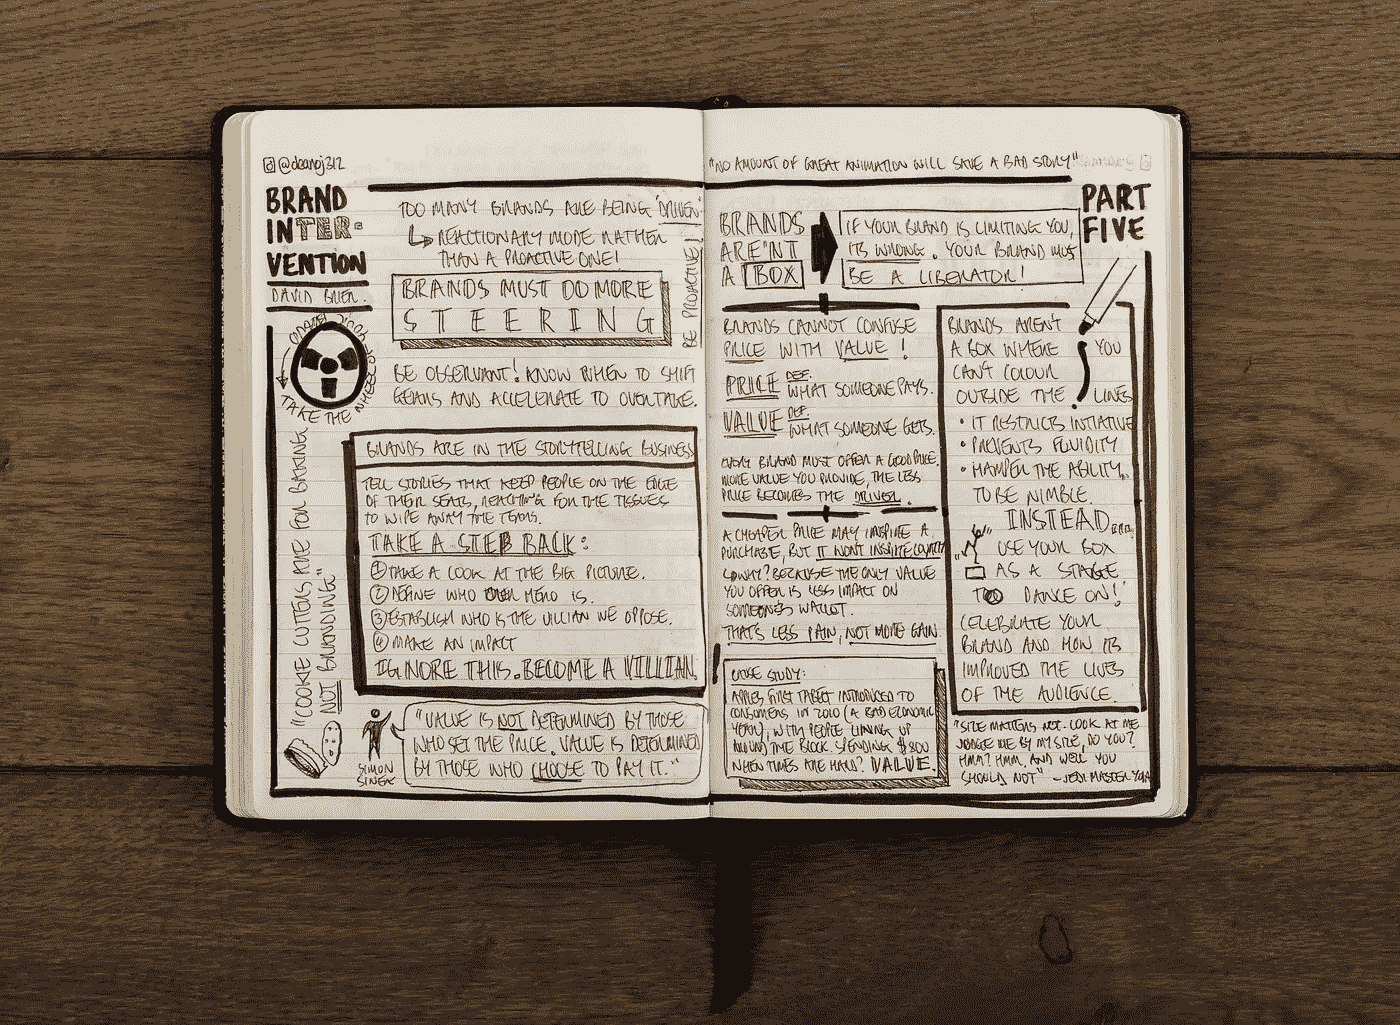 @deanoj312
BRAND
INTER-
VENTION
DAVID BRIER.
TAKE THE WHEEL OF YOUR BRAND
"COOKIE CUTTERS ARE FOR BAKING,
NOT BRANDING"
TOO MANY BRANDS ARE BEING 'DRIVEN'
REACTIONARY MODE RATHER
THAN A PROACTIVE ONE!
BE PROACTIVE!
BRANDS MUST DO MORE
STEERING
BE OBSERVANT! KNOW WHEN TO SHIFT
GEARS AND ACCELERATE TO OVERTAKE.
BRANDS ARE IN THE STORYTELLING BUSINESS
TELL STORIES THAT KEEP PEOPLE ON THE EDGE
OF THEIR SEATS, REACHING FOR THE TISSUES
TO WIPE AWAY THE TEARS.
TAKE A STEP BACK:
① TAKE A LOOK AT THE BIG PICTURE.
② DEFINE WHO OUR HERO IS.
③ ESTABLISH WHO IS THE VILLIAN WE OPPOSE.
④ MAKE AN IMPACT
IGNORE THIS. BECOME A VILLIAN.
SIMON
SINEK
"VALUE IS NOT DETERMINED BY THOSE
WHO SET THE PRICE. VALUE IS DETERMINED
BY THOSE WHO CHOOSE TO PAY IT."
"NO AMOUNT OF GREAT ANIMATION WILL SAVE A BAD STORY"
PART
FIVE
BRANDS
ARE'NT
A BOX
IF YOUR BRAND IS LIMITING YOU,
ITS WRONG. YOUR BRAND MUST
BE A LIBERATOR!
BRANDS CANNOT CONFUSE
PRICE WITH VALUE!
PRICE DEF. WHAT SOMEONE PAYS.
VALUE DEF. WHAT SOMEONE GETS.
EVERY BRAND MUST OFFER A GOOD PRICE.
MORE VALUE YOU PROVIDE, THE LESS
PRICE BECOMES THE DRIVER.
A CHEAPER PRICE MAY INSPIRE A
PURCHASE, BUT IT WON'T INSPIRE LOYALTY
WHY? BECAUSE THE ONLY VALUE
YOU OFFER IS LESS IMPACT ON
SOMEONE'S WALLET.
THAT'S LESS PAIN, NOT MORE GAIN.
CASE STUDY:
APPLES FIRST TABLET INTRODUCED TO
CONSUMERS IN 2010 (A BAD ECONOMIC
YEAR), WITH PEOPLE LINING UP
AROUND THE BLOCK SPENDING $800
WHEN TIMES ARE HARD? VALUE.
BRANDS AREN'T
A BOX WHERE YOU
CAN'T COLOUR
OUTSIDE THE LINES
• IT RESTRICTS INTIATIVE
• PREVENTS FLUIDITY
• HAMPER THE ABILITY
TO BE NIMBLE.
INSTEAD...
USE YOUR BOX
AS A STAGE
TO DANCE ON!
CELEBRATE YOUR
BRAND AND HOW ITS
IMPROVED THE LIVES
OF THE AUDIENCE.
"SIZE MATTERS NOT. LOOK AT ME
JUDGE ME BY MY SIZE, DO YOU?
HMM? HMM. AND WELL YOU
SHOULD NOT" - JEDI MASTER YODA